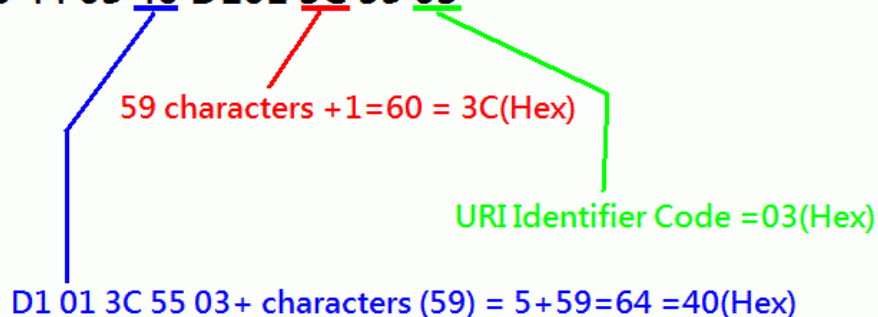 59 characters +1=60 = 3C(Hex)
URI Identifier Code =03(Hex)
D1 01 3C 55 03+ characters (59) = 5+59=64 =40(Hex)